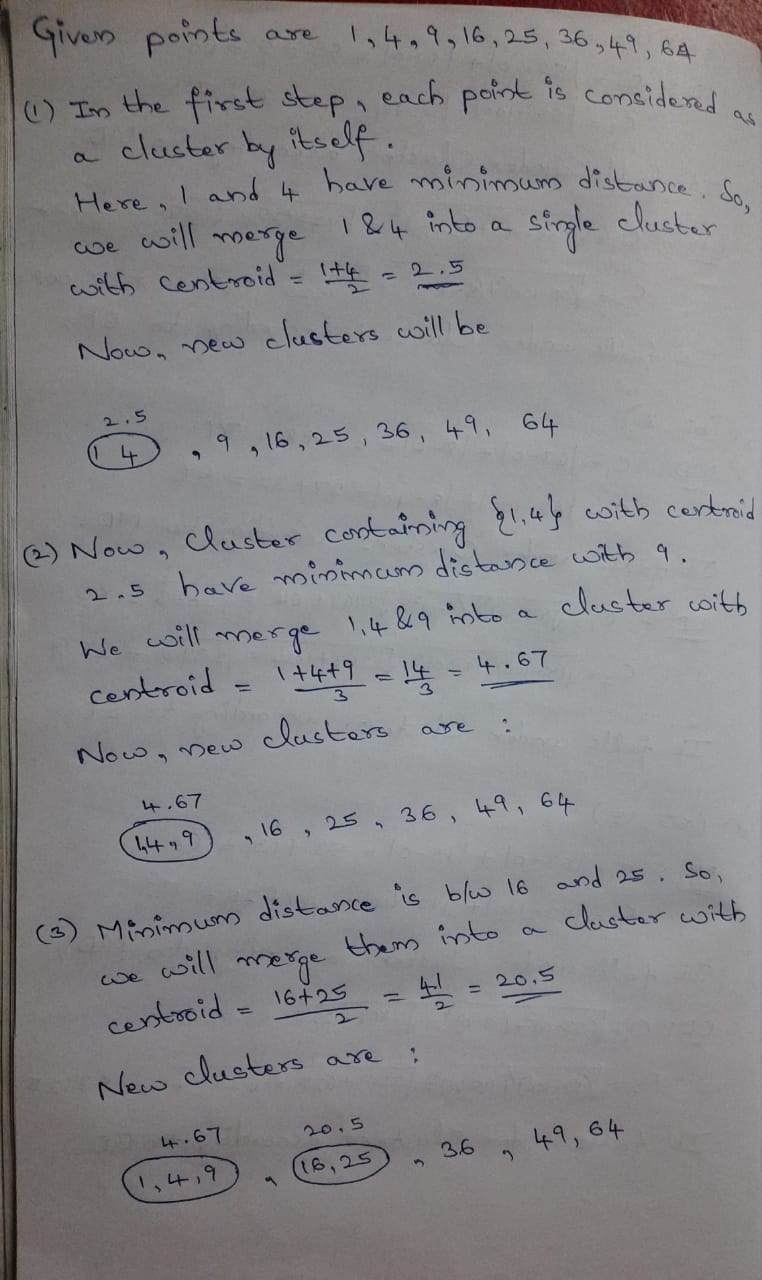 Given points are 1, 4, 9, 16, 25, 36, 49, 64
(1) In the first step, each point is considered as
a cluster by itself.
Here, 1 and 4 have minimum distance. So,
we will merge 1 & 4 into a single cluster
with centroid = 1+4/2 = 2.5
Now, new clusters will be
2.5
1 4 , 9, 16, 25, 36, 49, 64
(2) Now, Cluster containing {1,4} with centroid
2.5 have minimum distance with 9.
We will merge 1,4 & 9 into a cluster with
centroid = 1+4+9/3 = 14/3 = 4.67
Now, new clusters are :
4.67
1,4,9 , 16, 25, 36, 49, 64
(3) Minimum distance is b/w 16 and 25. So,
we will merge them into a cluster with
centroid = 16+25/2 = 41/2 = 20.5
New clusters are :
4.67 20.5
1,4,9 , 16,25 , 36, 49, 64